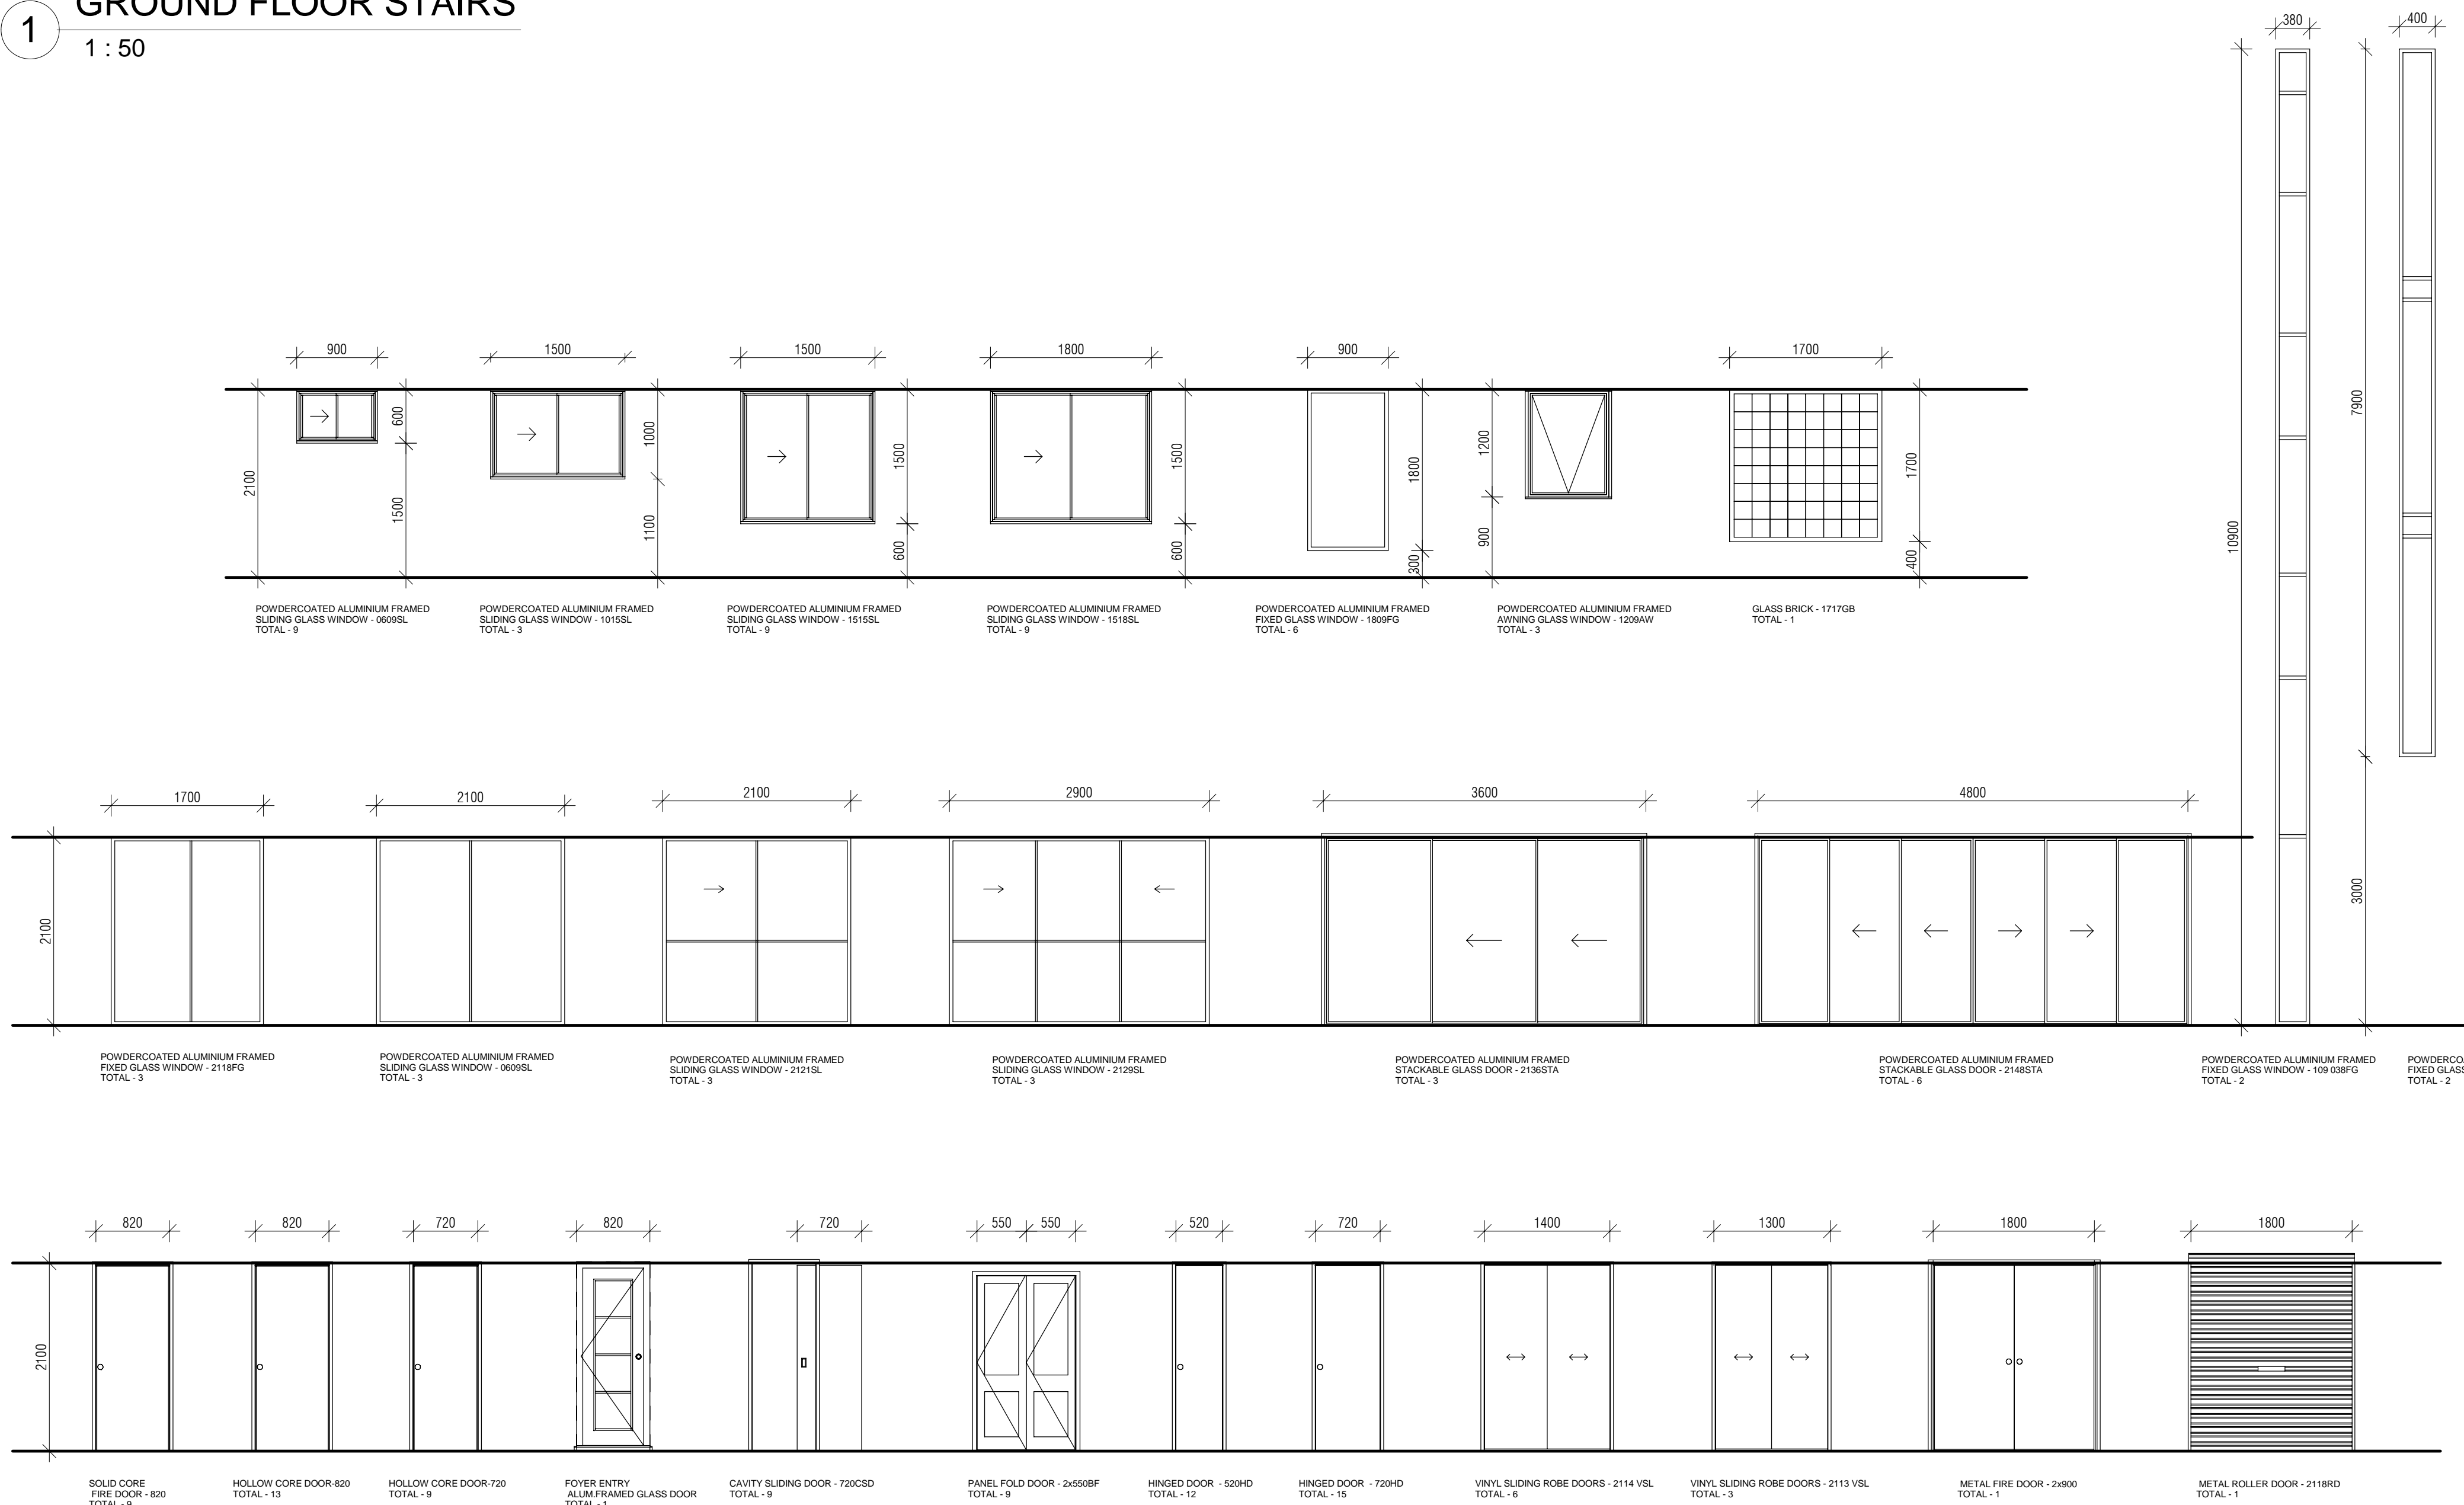 GROUND FLOOR STAIRS
1
1 : 50
380
400
10900
7900
3000
900
1500
1500
1800
900
1700
2100
600
1500
1000
1100
1500
600
1500
600
1800
300
1200
900
1700
400
POWDERCOATED ALUMINIUM FRAMED
SLIDING GLASS WINDOW - 0609SL
TOTAL - 9
POWDERCOATED ALUMINIUM FRAMED
SLIDING GLASS WINDOW - 1015SL
TOTAL - 3
POWDERCOATED ALUMINIUM FRAMED
SLIDING GLASS WINDOW - 1515SL
TOTAL - 9
POWDERCOATED ALUMINIUM FRAMED
SLIDING GLASS WINDOW - 1518SL
TOTAL - 9
POWDERCOATED ALUMINIUM FRAMED
FIXED GLASS WINDOW - 1809FG
TOTAL - 6
POWDERCOATED ALUMINIUM FRAMED
AWNING GLASS WINDOW - 1209AW
TOTAL - 3
GLASS BRICK - 1717GB
TOTAL - 1
1700
2100
2100
2900
3600
4800
2100
POWDERCOATED ALUMINIUM FRAMED
FIXED GLASS WINDOW - 2118FG
TOTAL - 3
POWDERCOATED ALUMINIUM FRAMED
SLIDING GLASS WINDOW - 0609SL
TOTAL - 3
POWDERCOATED ALUMINIUM FRAMED
SLIDING GLASS WINDOW - 2121SL
TOTAL - 3
POWDERCOATED ALUMINIUM FRAMED
SLIDING GLASS WINDOW - 2129SL
TOTAL - 3
POWDERCOATED ALUMINIUM FRAMED
STACKABLE GLASS DOOR - 2136STA
TOTAL - 3
POWDERCOATED ALUMINIUM FRAMED
STACKABLE GLASS DOOR - 2148STA
TOTAL - 6
POWDERCOATED ALUMINIUM FRAMED
FIXED GLASS WINDOW - 109 038FG
TOTAL - 2
POWDERCOA
FIXED GLASS
TOTAL - 2
820
820
720
820
720
550
550
520
720
1400
1300
1800
1800
2100
SOLID CORE
FIRE DOOR - 820
TOTAL - 9
HOLLOW CORE DOOR-820
TOTAL - 13
HOLLOW CORE DOOR-720
TOTAL - 9
FOYER ENTRY
ALUM.FRAMED GLASS DOOR
TOTAL - 1
CAVITY SLIDING DOOR - 720CSD
TOTAL - 9
PANEL FOLD DOOR - 2x550BF
TOTAL - 9
HINGED DOOR - 520HD
TOTAL - 12
HINGED DOOR - 720HD
TOTAL - 15
VINYL SLIDING ROBE DOORS - 2114 VSL
TOTAL - 6
VINYL SLIDING ROBE DOORS - 2113 VSL
TOTAL - 3
METAL FIRE DOOR - 2x900
TOTAL - 1
METAL ROLLER DOOR - 2118RD
TOTAL - 1